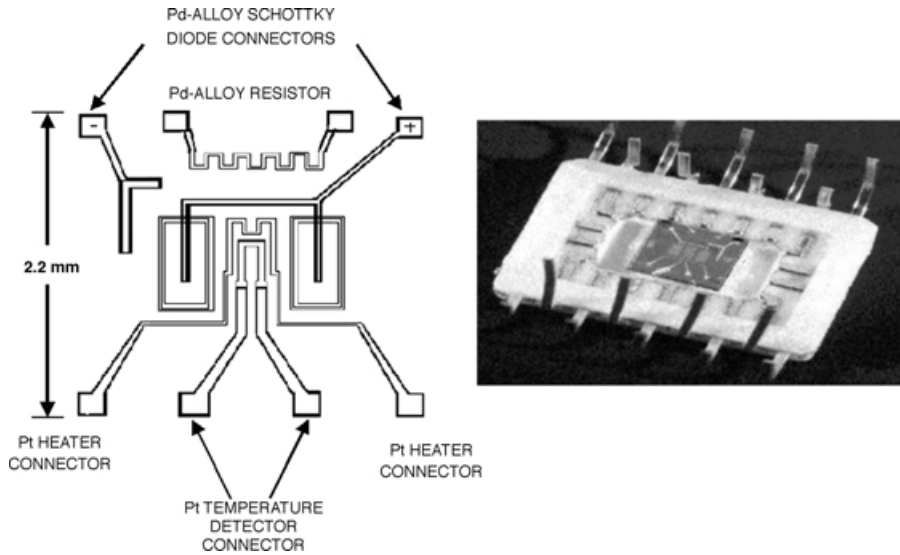 Pd-ALLOY SCHOTTKY
DIODE CONNECTORS
Pd-ALLOY RESISTOR
-
+
2.2 mm
Pt HEATER
CONNECTOR
Pt HEATER
CONNECTOR
Pt TEMPERATURE
DETECTOR
CONNECTOR